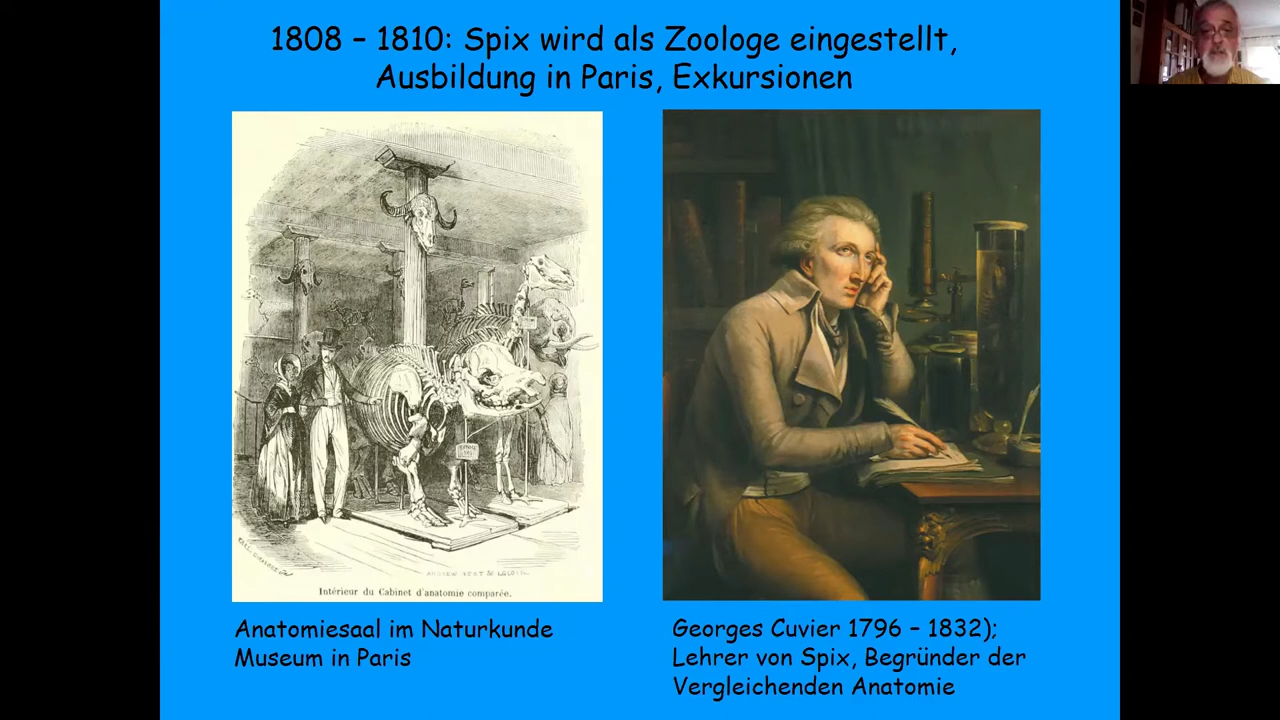 1808 – 1810: Spix wird als Zoologe eingestellt,
Ausbildung in Paris, Exkursionen
Intérieur du Cabinet d'anatomie comparée.
Anatomiesaal im Naturkunde
Museum in Paris
Georges Cuvier 1796 – 1832);
Lehrer von Spix, Begründer der
Vergleichenden Anatomie